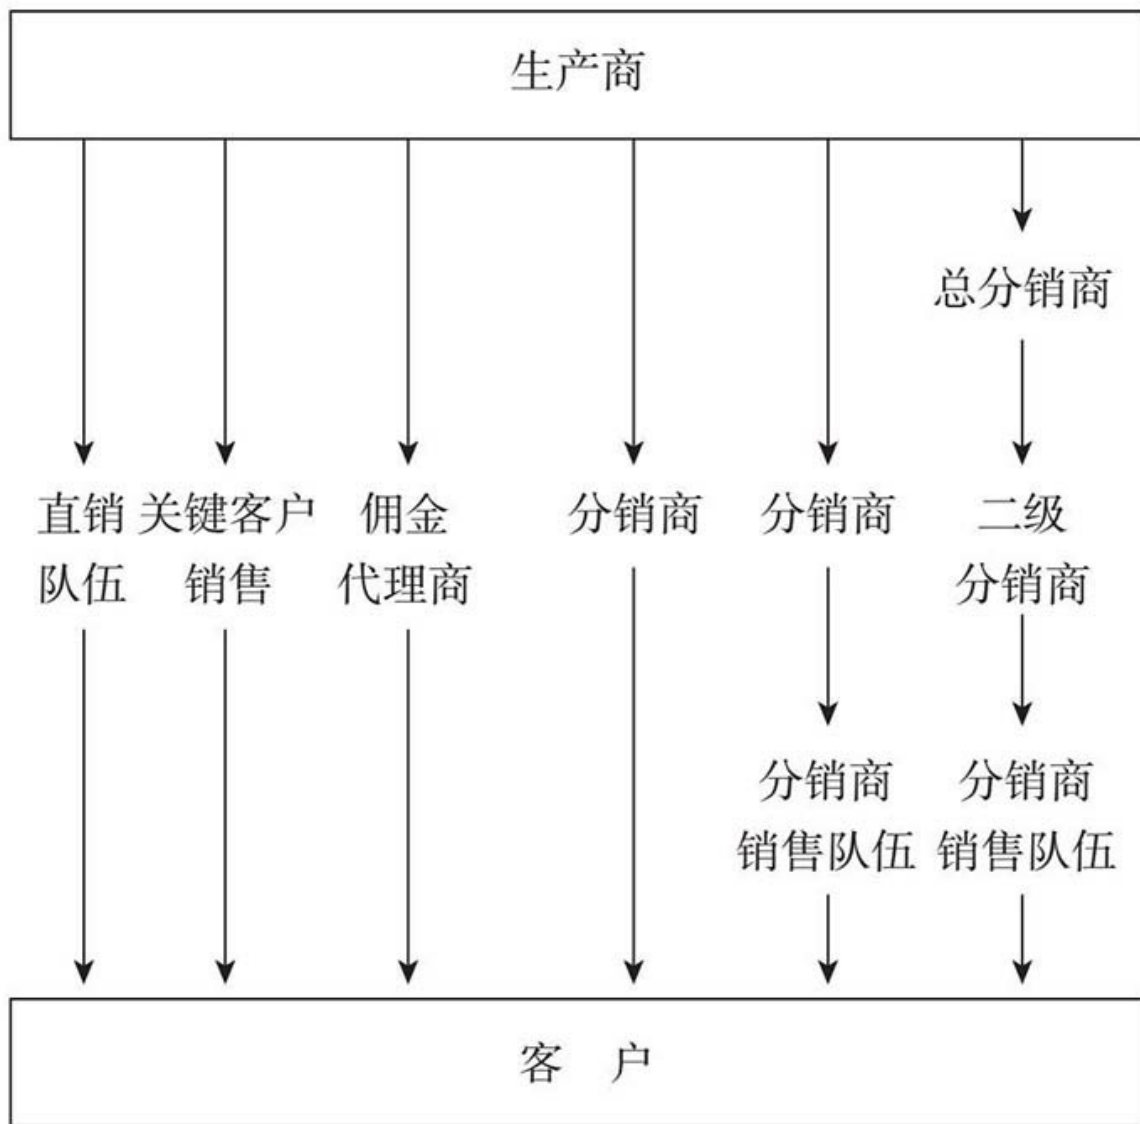 生产商
总分销商
直销 关键客户 佣金 分销商 分销商 二级
队伍 销售 代理商 分销商
分销商 分销商
销售队伍 销售队伍
客 户